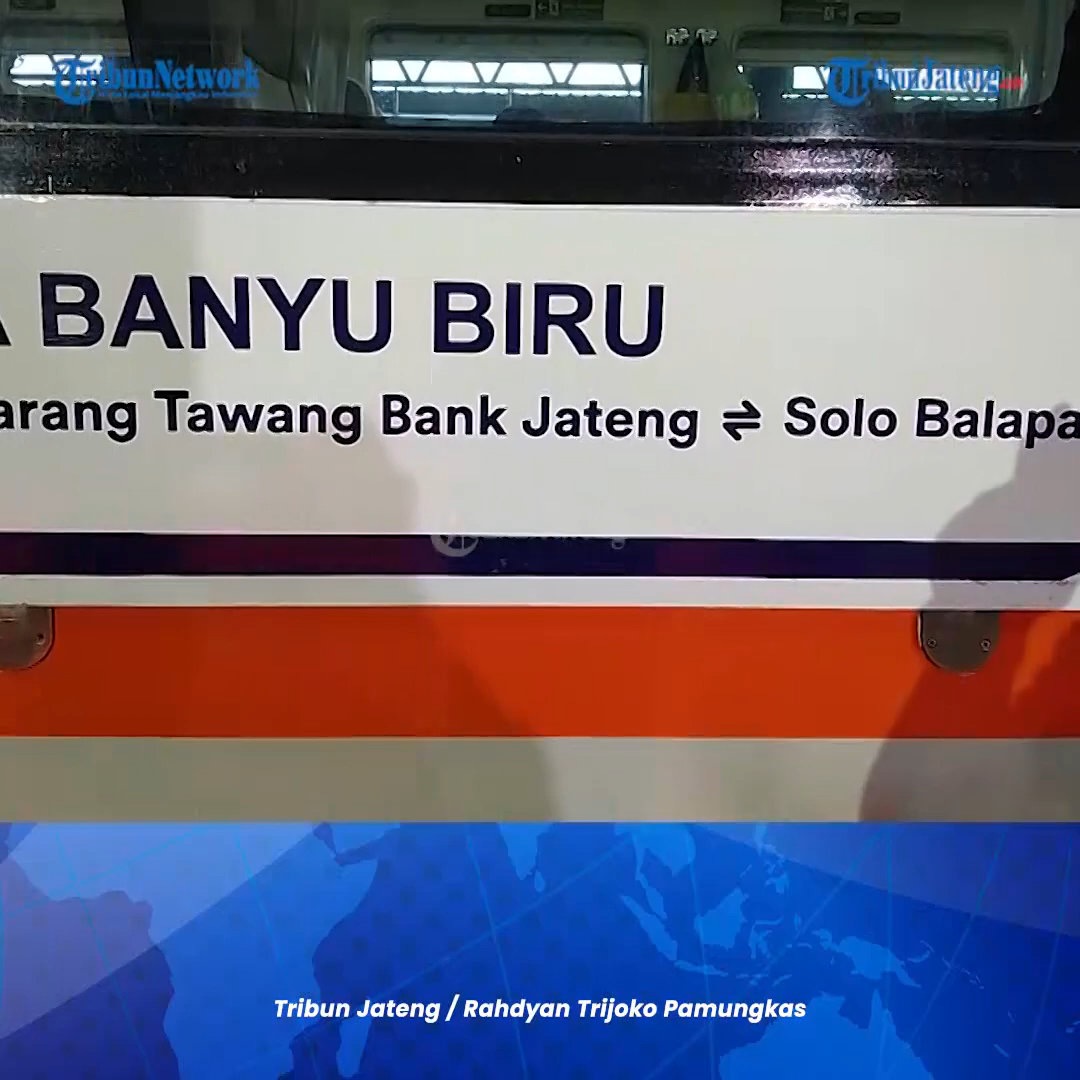 TribunNetwork
TribunJateng
A BANYU BIRU
arang Tawang Bank Jateng ⇌ Solo Balapa
Tribun Jateng / Rahdyan Trijoko Pamungkas